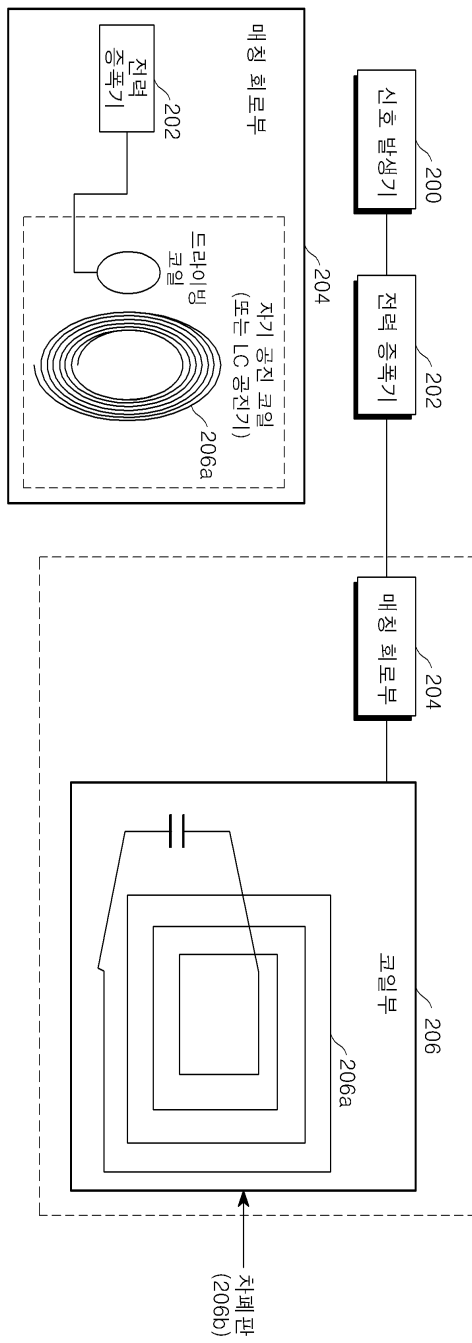 200
신호 발생기
202
전력 증폭기
204
매칭 회로부
206
코일부
206a
차폐 판
(206b)
204
매칭 회로부
202
전력
증폭기
드라이빙
코일
자기 공진 코일
(또는 LC 공진기)
206a